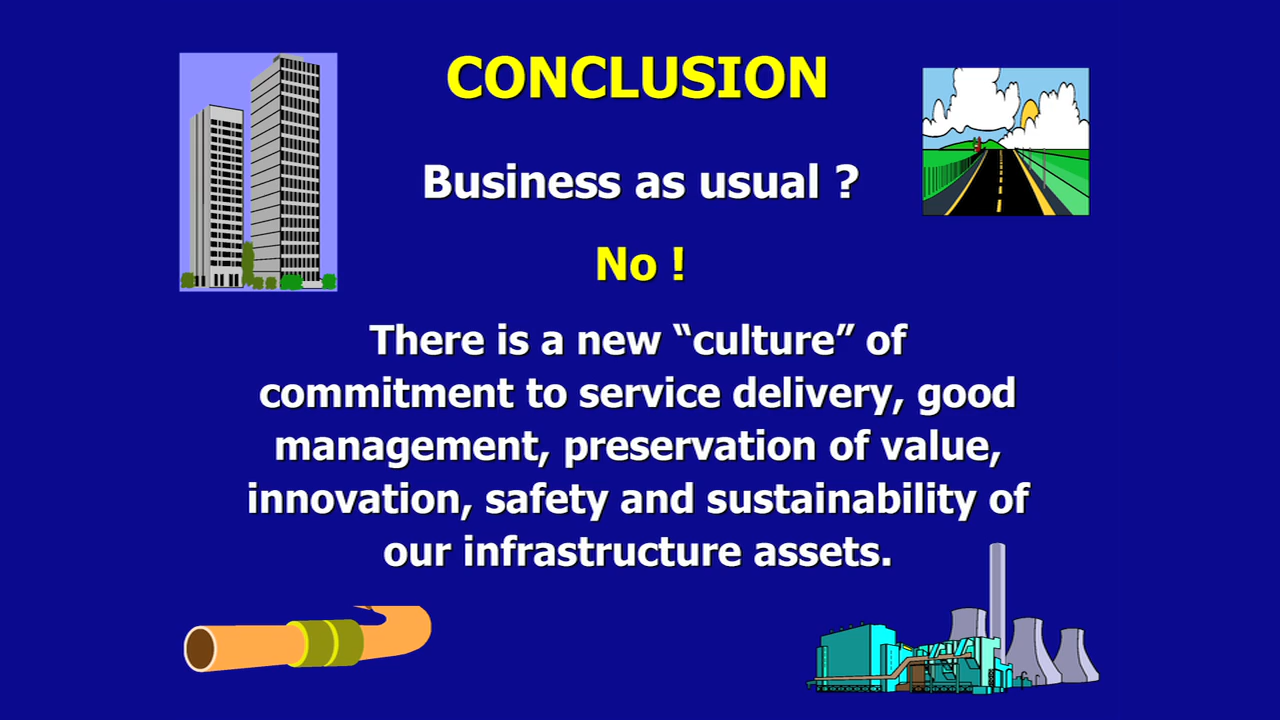 CONCLUSION
Business as usual ?
No !
There is a new “culture” of
commitment to service delivery, good
management, preservation of value,
innovation, safety and sustainability of
our infrastructure assets.